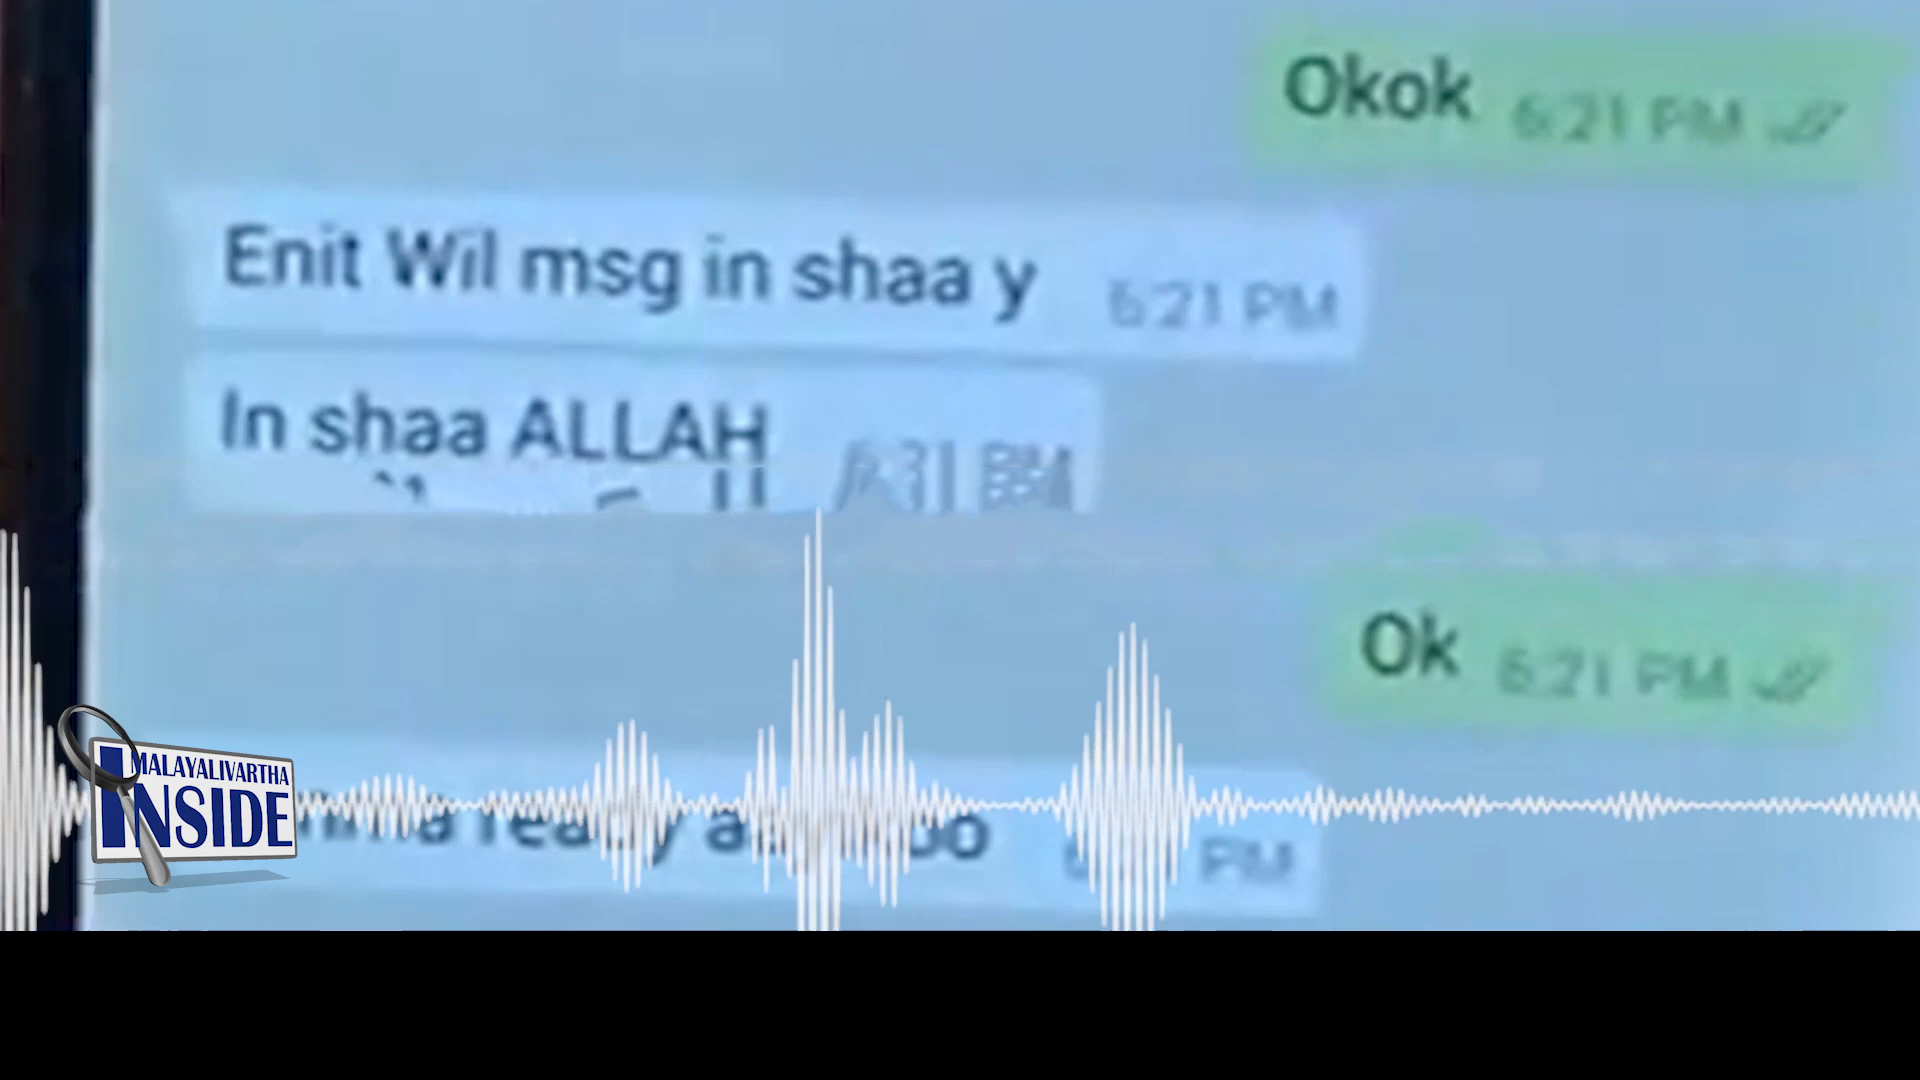 Okok 6:21 PM
Enit Wil msg in shaa y 6:21 PM
In shaa ALLAH
Ok 6:21 PM
ready PM
MALAYALIVARTHA
INSIDE